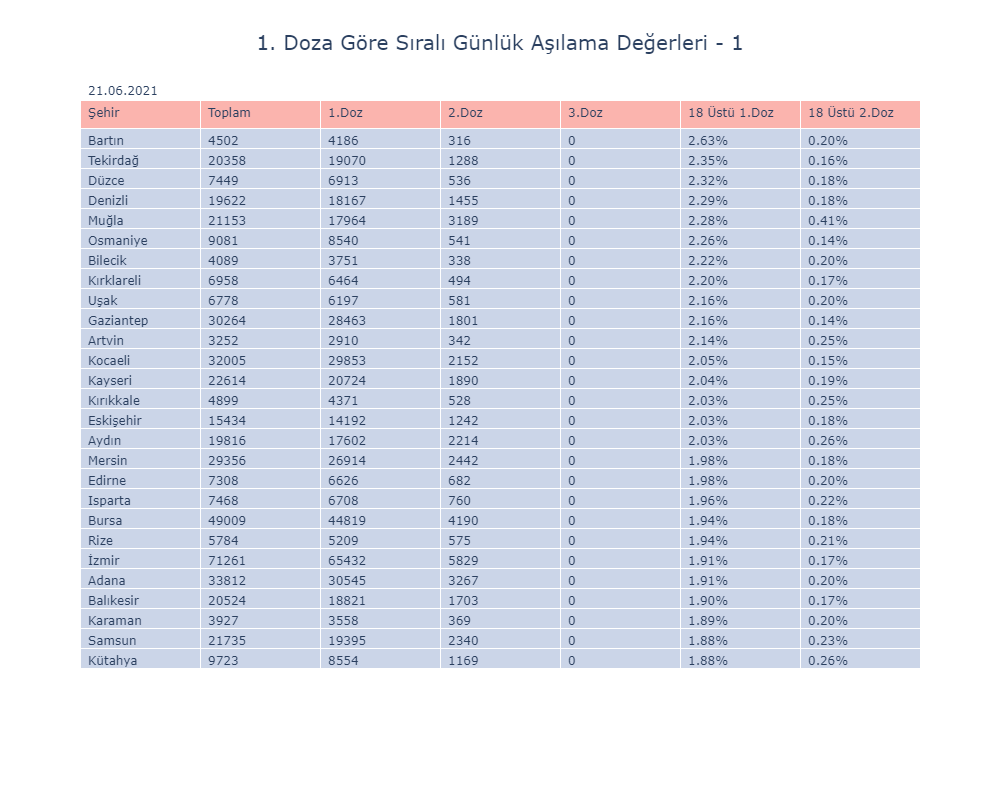 1. Doza Göre Sıralı Günlük Aşılama Değerleri - 1
21.06.2021
Şehir Toplam 1.Doz 2.Doz 3.Doz 18 Üstü 1.Doz 18 Üstü 2.Doz
Bartın 4502 4186 316 0 2.63% 0.20%
Tekirdağ 20358 19070 1288 0 2.35% 0.16%
Düzce 7449 6913 536 0 2.32% 0.18%
Denizli 19622 18167 1455 0 2.29% 0.18%
Muğla 21153 17964 3189 0 2.28% 0.41%
Osmaniye 9081 8540 541 0 2.26% 0.14%
Bilecik 4089 3751 338 0 2.22% 0.20%
Kırklareli 6958 6464 494 0 2.20% 0.17%
Uşak 6778 6197 581 0 2.16% 0.20%
Gaziantep 30264 28463 1801 0 2.16% 0.14%
Artvin 3252 2910 342 0 2.14% 0.25%
Kocaeli 32005 29853 2152 0 2.05% 0.15%
Kayseri 22614 20724 1890 0 2.04% 0.19%
Kırıkkale 4899 4371 528 0 2.03% 0.25%
Eskişehir 15434 14192 1242 0 2.03% 0.18%
Aydın 19816 17602 2214 0 2.03% 0.26%
Mersin 29356 26914 2442 0 1.98% 0.18%
Edirne 7308 6626 682 0 1.98% 0.20%
Isparta 7468 6708 760 0 1.96% 0.22%
Bursa 49009 44819 4190 0 1.94% 0.18%
Rize 5784 5209 575 0 1.94% 0.21%
İzmir 71261 65432 5829 0 1.91% 0.17%
Adana 33812 30545 3267 0 1.91% 0.20%
Balıkesir 20524 18821 1703 0 1.90% 0.17%
Karaman 3927 3558 369 0 1.89% 0.20%
Samsun 21735 19395 2340 0 1.88% 0.23%
Kütahya 9723 8554 1169 0 1.88% 0.26%